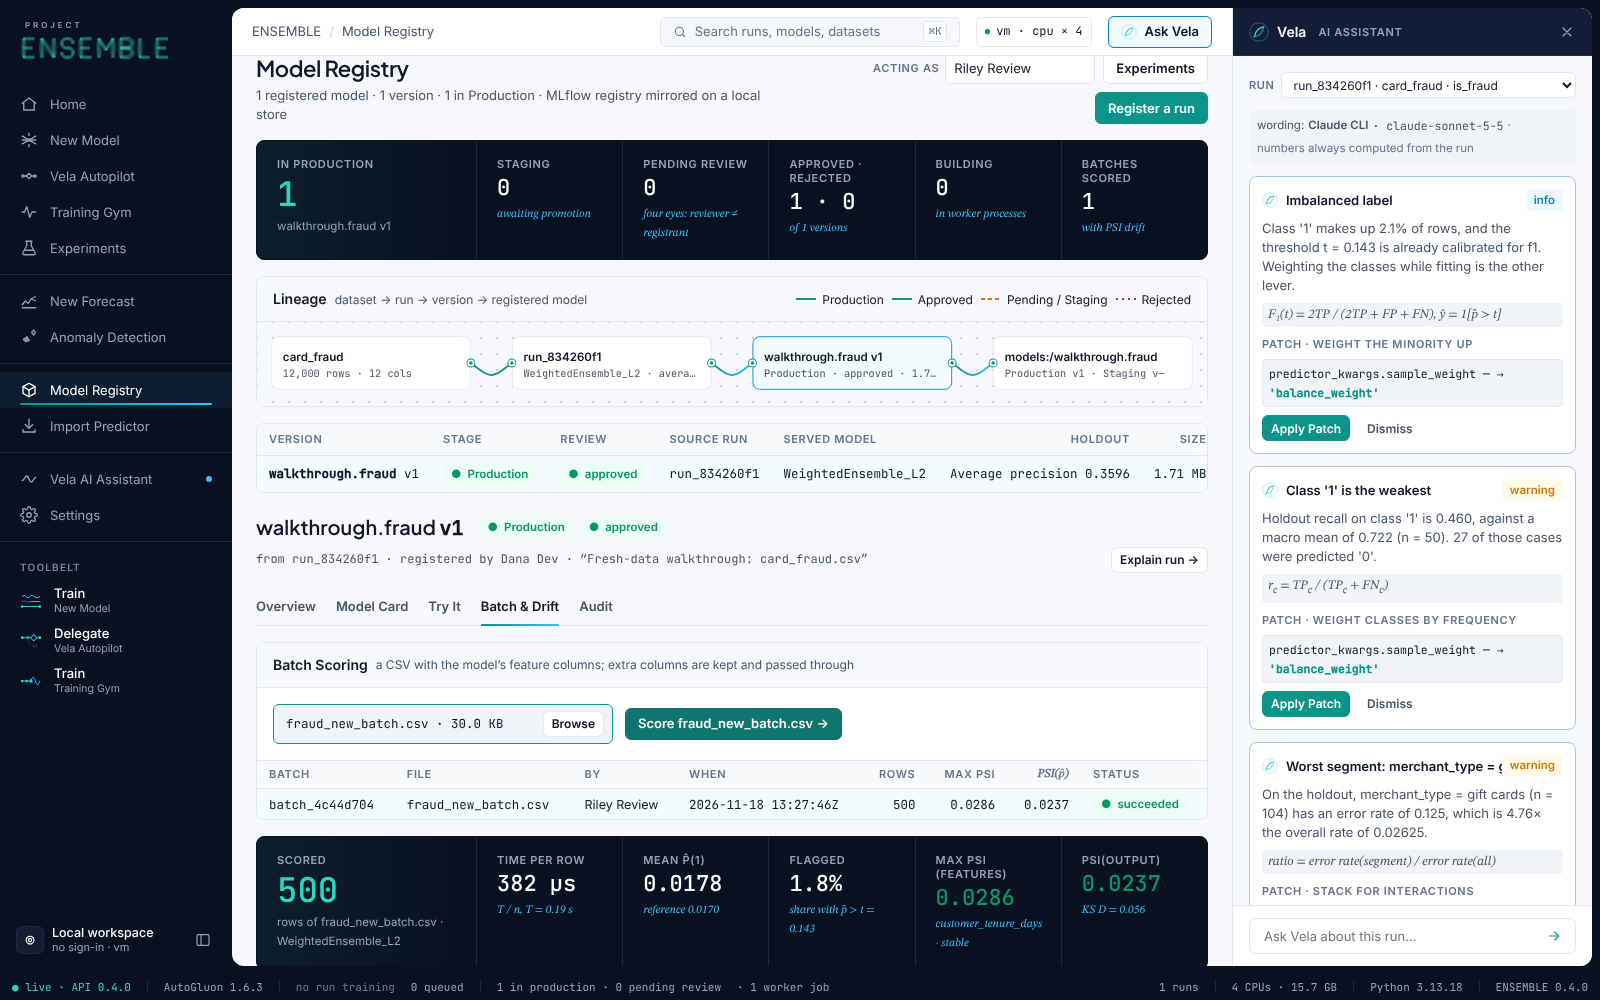 PROJECT
ENSEMBLE
Home
New Model
Vela Autopilot
Training Gym
Experiments
New Forecast
Anomaly Detection
Model Registry
Import Predictor
Vela AI Assistant
Settings
TOOLBELT
Train
New Model
Delegate
Vela Autopilot
Train
Training Gym
Local workspace
no sign-in · vm
ENSEMBLE / Model Registry
Search runs, models, datasets ⌘K
vm · cpu × 4
Ask Vela
Model Registry
1 registered model · 1 version · 1 in Production · MLflow registry mirrored on a local
store
ACTING AS Riley Review
Experiments
Register a run
IN PRODUCTION
1
walkthrough.fraud v1
STAGING
0
awaiting promotion
PENDING REVIEW
0
four eyes: reviewer ≠
registrant
APPROVED ·
REJECTED
1 · 0
of 1 versions
BUILDING
0
in worker processes
BATCHES
SCORED
1
with PSI drift
Lineage dataset → run → version → registered model
Production Approved Pending / Staging Rejected
card_fraud
12,000 rows · 12 cols
run_834260f1
WeightedEnsemble_L2 · avera…
walkthrough.fraud v1
Production · approved · 1.7…
models:/walkthrough.fraud
Production v1 · Staging v—
VERSION STAGE REVIEW SOURCE RUN SERVED MODEL HOLDOUT SIZE
walkthrough.fraud v1 Production approved run_834260f1 WeightedEnsemble_L2 Average precision 0.3596 1.71 MB
walkthrough.fraud v1 Production approved
from run_834260f1 · registered by Dana Dev · “Fresh-data walkthrough: card_fraud.csv”
Explain run →
Overview Model Card Try It Batch & Drift Audit
Batch Scoring a CSV with the model’s feature columns; extra columns are kept and passed through
fraud_new_batch.csv · 30.0 KB Browse
Score fraud_new_batch.csv →
BATCH FILE BY WHEN ROWS MAX PSI PSI(p̂) STATUS
batch_4c44d704 fraud_new_batch.csv Riley Review 2026-11-18 13:27:46Z 500 0.0286 0.0237 succeeded
SCORED
500
rows of fraud_new_batch.csv ·
WeightedEnsemble_L2
TIME PER ROW
382 µs
T / n, T = 0.19 s
MEAN P̂(1)
0.0178
reference 0.0170
FLAGGED
1.8%
share with p̂ > t =
0.143
MAX PSI
(FEATURES)
0.0286
customer_tenure_days
· stable
PSI(OUTPUT)
0.0237
KS D = 0.056
Vela AI ASSISTANT
RUN run_834260f1 · card_fraud · is_fraud
wording: Claude CLI · claude-sonnet-5-5 ·
numbers always computed from the run
Imbalanced label info
Class '1' makes up 2.1% of rows, and the
threshold t = 0.143 is already calibrated for f1.
Weighting the classes while fitting is the other
lever.
F₁(t) = 2TP / (2TP + FP + FN), ŷ = 1[p̂ > t]
PATCH · WEIGHT THE MINORITY UP
predictor_kwargs.sample_weight — →
'balance_weight'
Apply Patch Dismiss
Class '1' is the weakest warning
Holdout recall on class '1' is 0.460, against a
macro mean of 0.722 (n = 50). 27 of those cases
were predicted '0'.
r_c = TP_c / (TP_c + FN_c)
PATCH · WEIGHT CLASSES BY FREQUENCY
predictor_kwargs.sample_weight — →
'balance_weight'
Apply Patch Dismiss
Worst segment: merchant_type = g warning
On the holdout, merchant_type = gift cards (n =
104) has an error rate of 0.125, which is 4.76×
the overall rate of 0.02625.
ratio = error rate(segment) / error rate(all)
PATCH · STACK FOR INTERACTIONS
Ask Vela about this run...
live · API 0.4.0 AutoGluon 1.6.3 no run training 0 queued 1 in production · 0 pending review · 1 worker job 1 runs 4 CPUs · 15.7 GB Python 3.13.18 ENSEMBLE 0.4.0